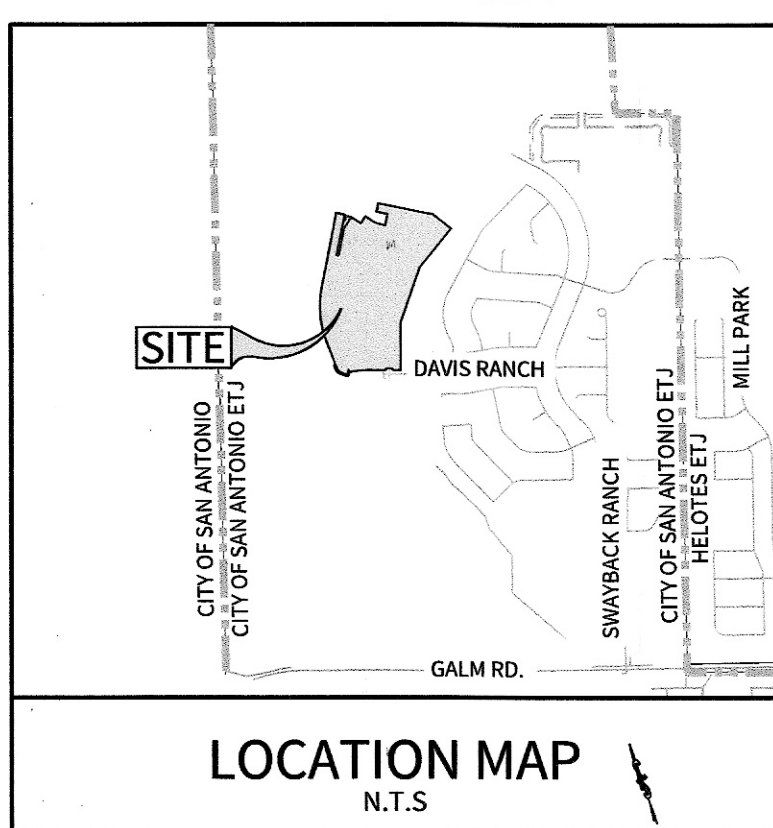 SITE
DAVIS RANCH
MILL PARK
CITY OF SAN ANTONIO
CITY OF SAN ANTONIO ETJ
SWAYBACK RANCH
CITY OF SAN ANTONIO ETJ
HELOTES ETJ
GALM RD.
LOCATION MAP
N.T.S